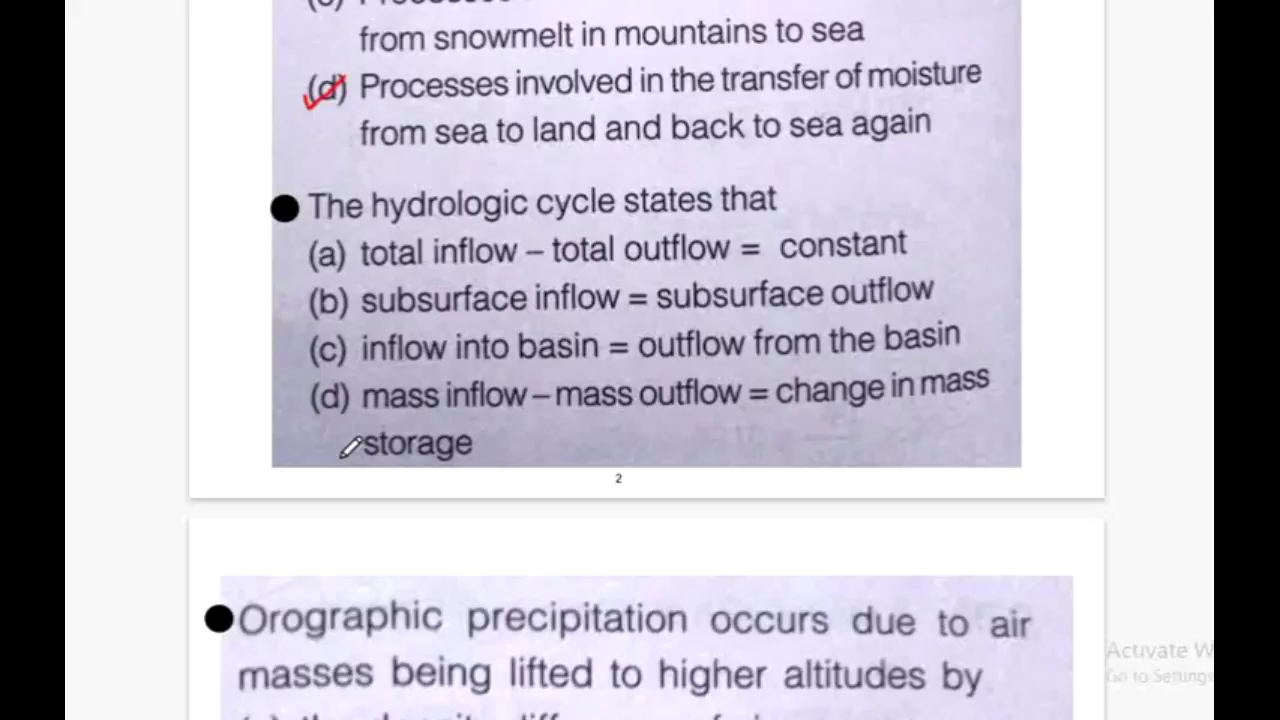 from snowmelt in mountains to sea
(d) Processes involved in the transfer of moisture
from sea to land and back to sea again
The hydrologic cycle states that
(a) total inflow – total outflow = constant
(b) subsurface inflow = subsurface outflow
(c) inflow into basin = outflow from the basin
(d) mass inflow – mass outflow = change in mass
storage
2
Orographic precipitation occurs due to air
masses being lifted to higher altitudes by
Activate W
Go to Settings